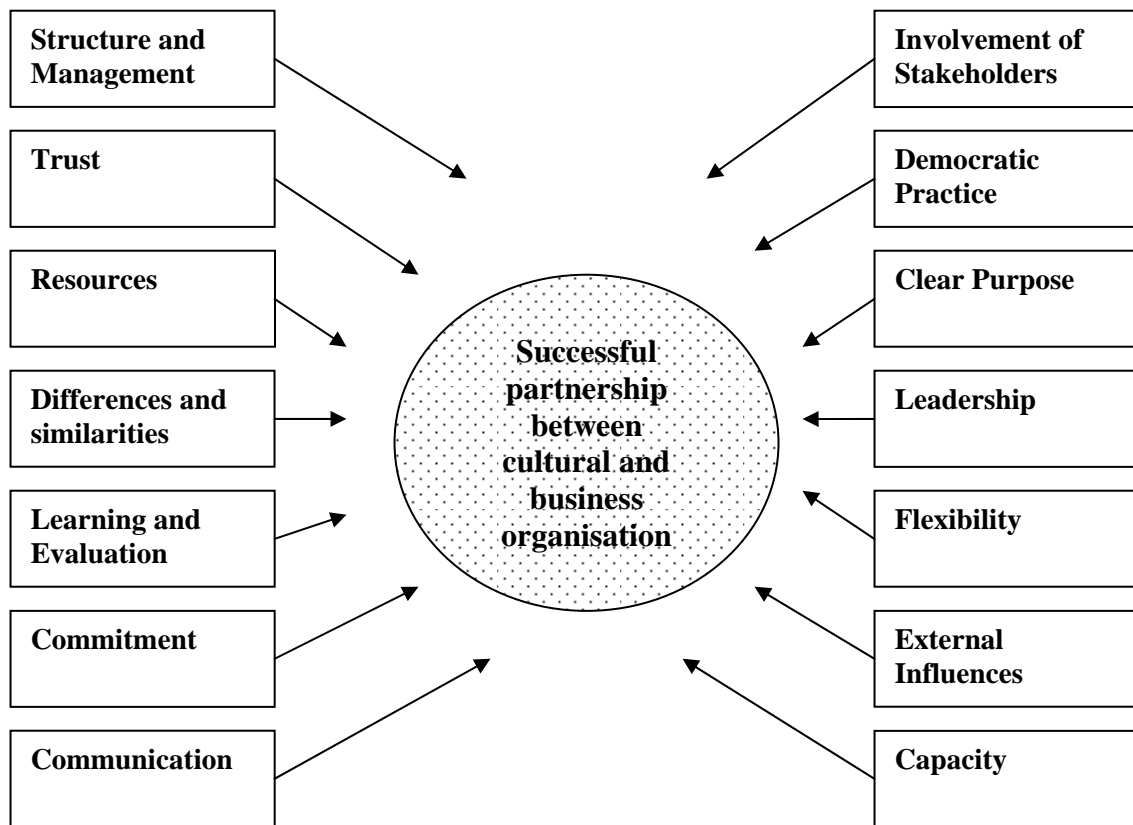 Structure and
Management
Trust
Resources
Differences and
similarities
Learning and
Evaluation
Commitment
Communication
Successful
partnership
between
cultural and
business
organisation
Involvement of
Stakeholders
Democratic
Practice
Clear Purpose
Leadership
Flexibility
External
Influences
Capacity